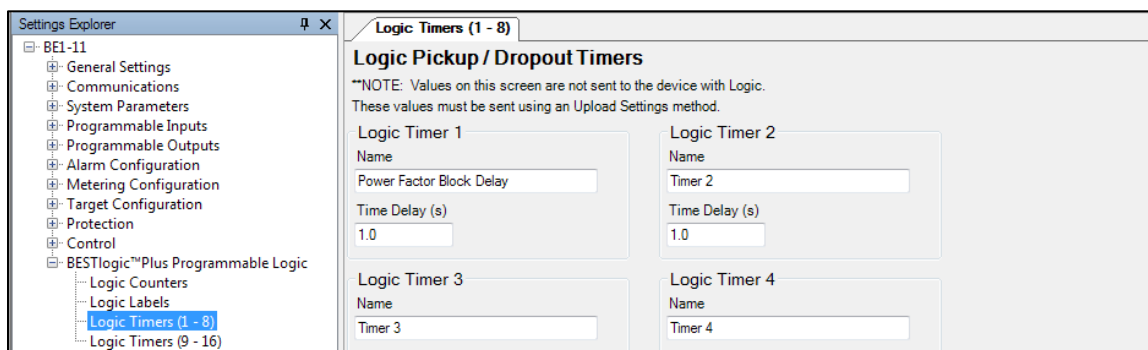 Settings Explorer
BE1-11
General Settings
Communications
System Parameters
Programmable Inputs
Programmable Outputs
Alarm Configuration
Metering Configuration
Target Configuration
Protection
Control
BESTlogic™Plus Programmable Logic
Logic Counters
Logic Labels
Logic Timers (1 - 8)
Logic Timers (9 - 16)
Logic Timers (1 - 8)
Logic Pickup / Dropout Timers
**NOTE: Values on this screen are not sent to the device with Logic.
These values must be sent using an Upload Settings method.
Logic Timer 1
Name
Power Factor Block Delay
Time Delay (s)
1.0
Logic Timer 2
Name
Timer 2
Time Delay (s)
1.0
Logic Timer 3
Name
Timer 3
Logic Timer 4
Name
Timer 4